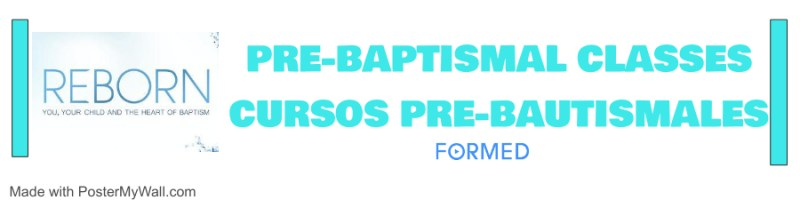 REBORN
YOU, YOUR CHILD AND THE HEART OF BAPTISM
PRE-BAPTISMAL CLASSES
CURSOS PRE-BAUTISMALES
FORMED
Made with PosterMyWall.com